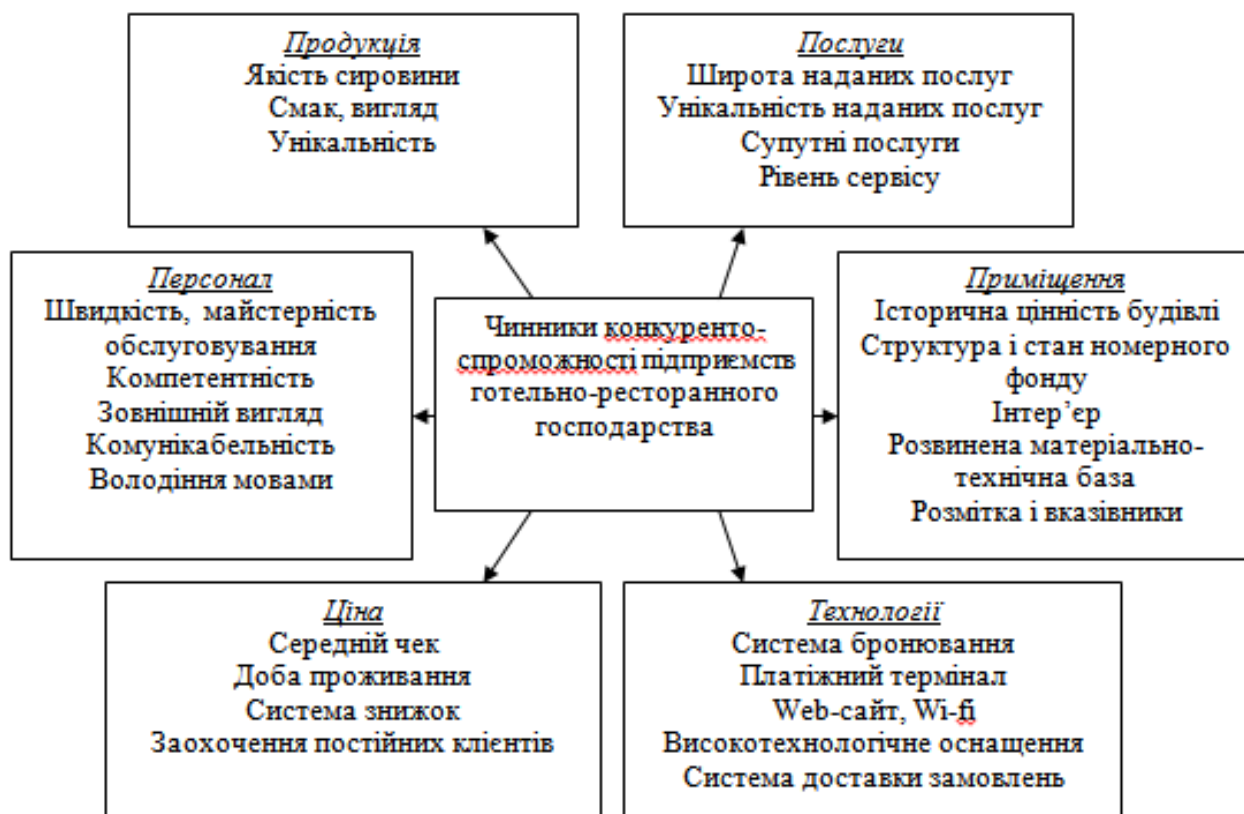 Продукція
Якість сировини
Смак, вигляд
Унікальність
Послуги
Широта наданих послуг
Унікальність наданих послуг
Супутні послуги
Рівень сервісу
Персонал
Швидкість, майстерність
обслуговування
Компетентність
Зовнішній вигляд
Комунікабельність
Володіння мовами
Чинники конкуренто-
спроможності підприємств
готельно-ресторанного
господарства
Приміщення
Історична цінність будівлі
Структура і стан номерного
фонду
Інтер’єр
Розвинена матеріально-
технічна база
Розмітка і вказівники
Ціна
Середній чек
Доба проживання
Система знижок
Заохочення постійних клієнтів
Технології
Система бронювання
Платіжний термінал
Web-сайт, Wi-fi
Високотехнологічне оснащення
Система доставки замовлень